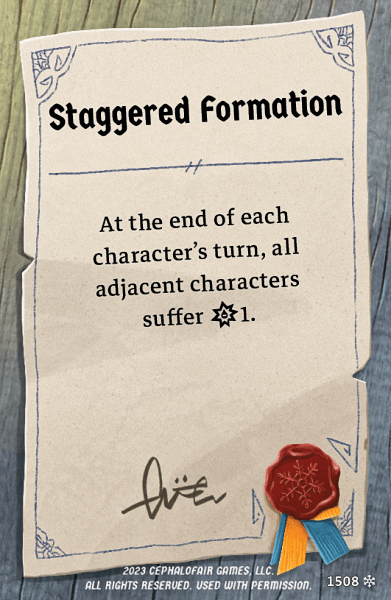 Staggered Formation
At the end of each
character's turn, all
adjacent characters
suffer 1.
2023 CEPHALOFAIR GAMES, LLC.
ALL RIGHTS RESERVED. USED WITH PERMISSION.
1508